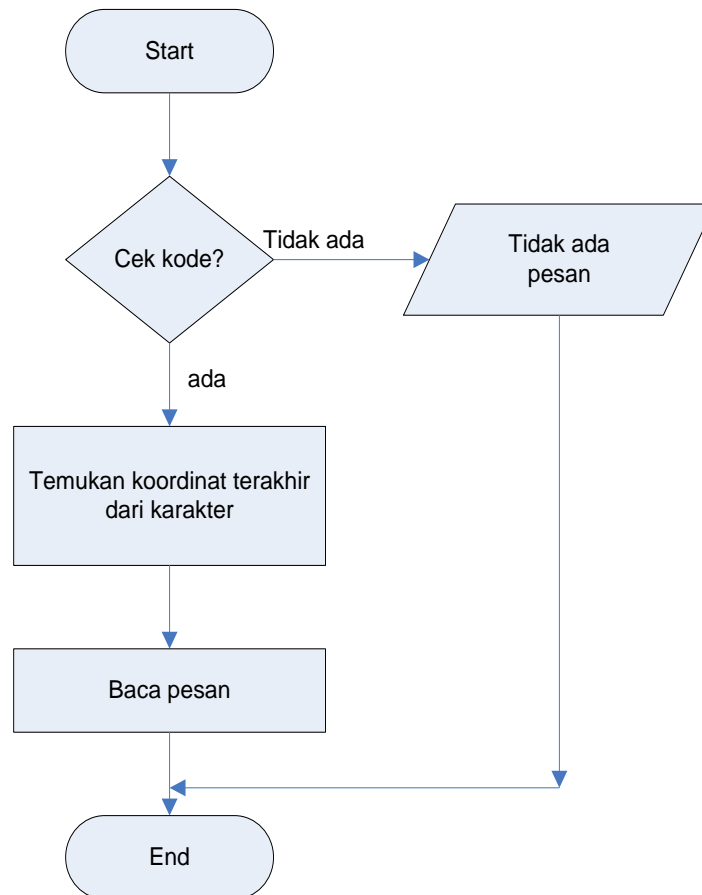 Start
Cek kode?
Tidak ada
Tidak ada
pesan
ada
Temukan koordinat terakhir
dari karakter
Baca pesan
End